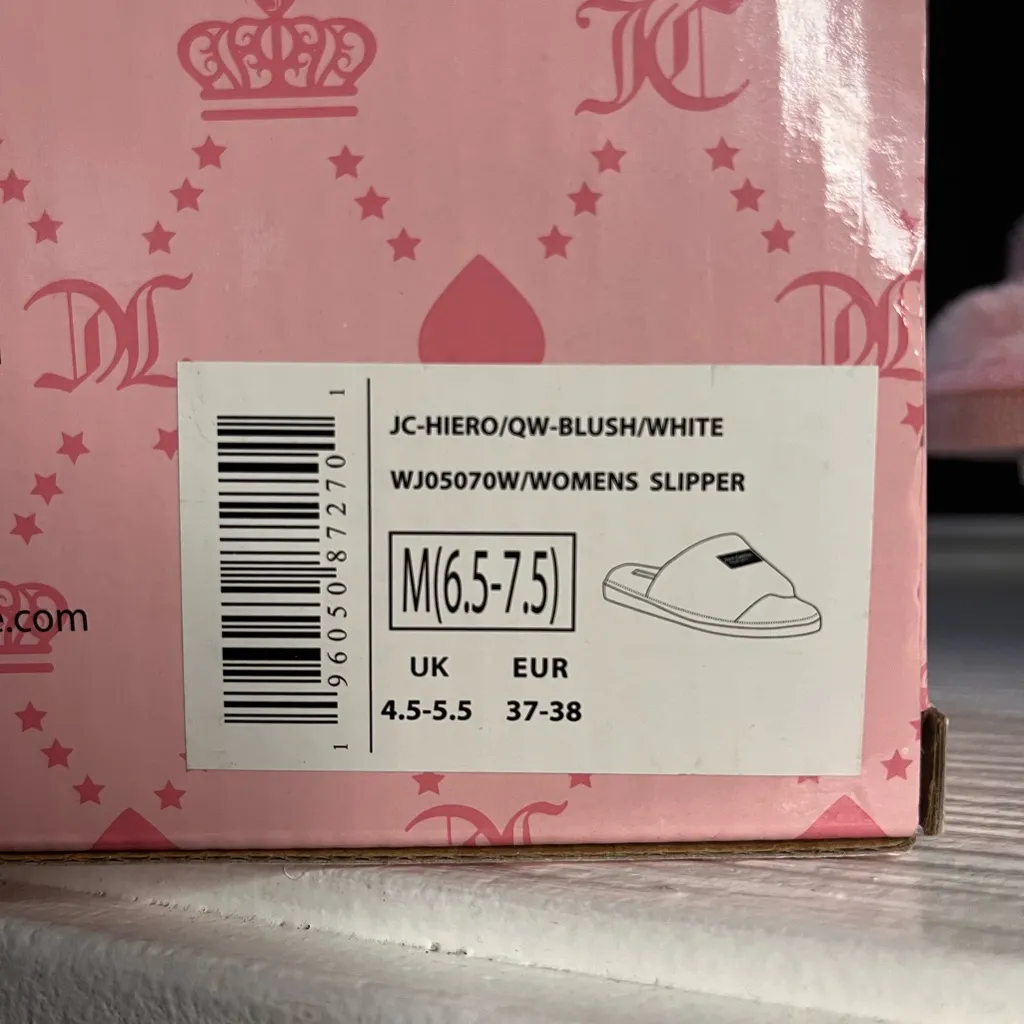 JC
e.com
JC-HIERO/QW-BLUSH/WHITE
WJ05070W/WOMENS SLIPPER
M(6.5-7.5)
UK EUR
4.5-5.5 37-38
1 96050 87270 1